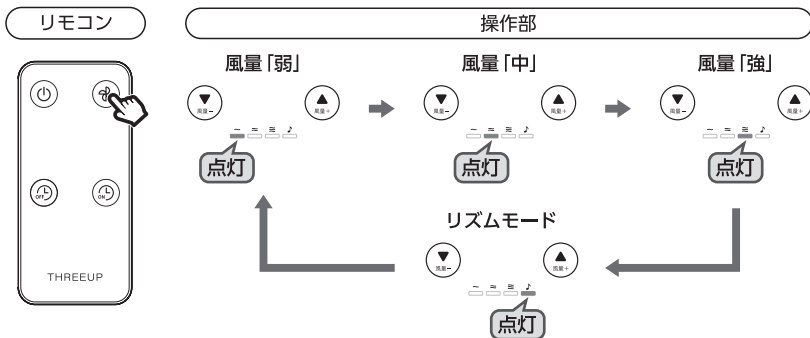 リモコン
操作部
風量「弱」
風量「中」
風量「強」
風量−
風量+
風量−
風量+
風量−
風量+
点灯
点灯
点灯
OFF
ON
リズムモード
風量−
風量+
点灯
THREEUP